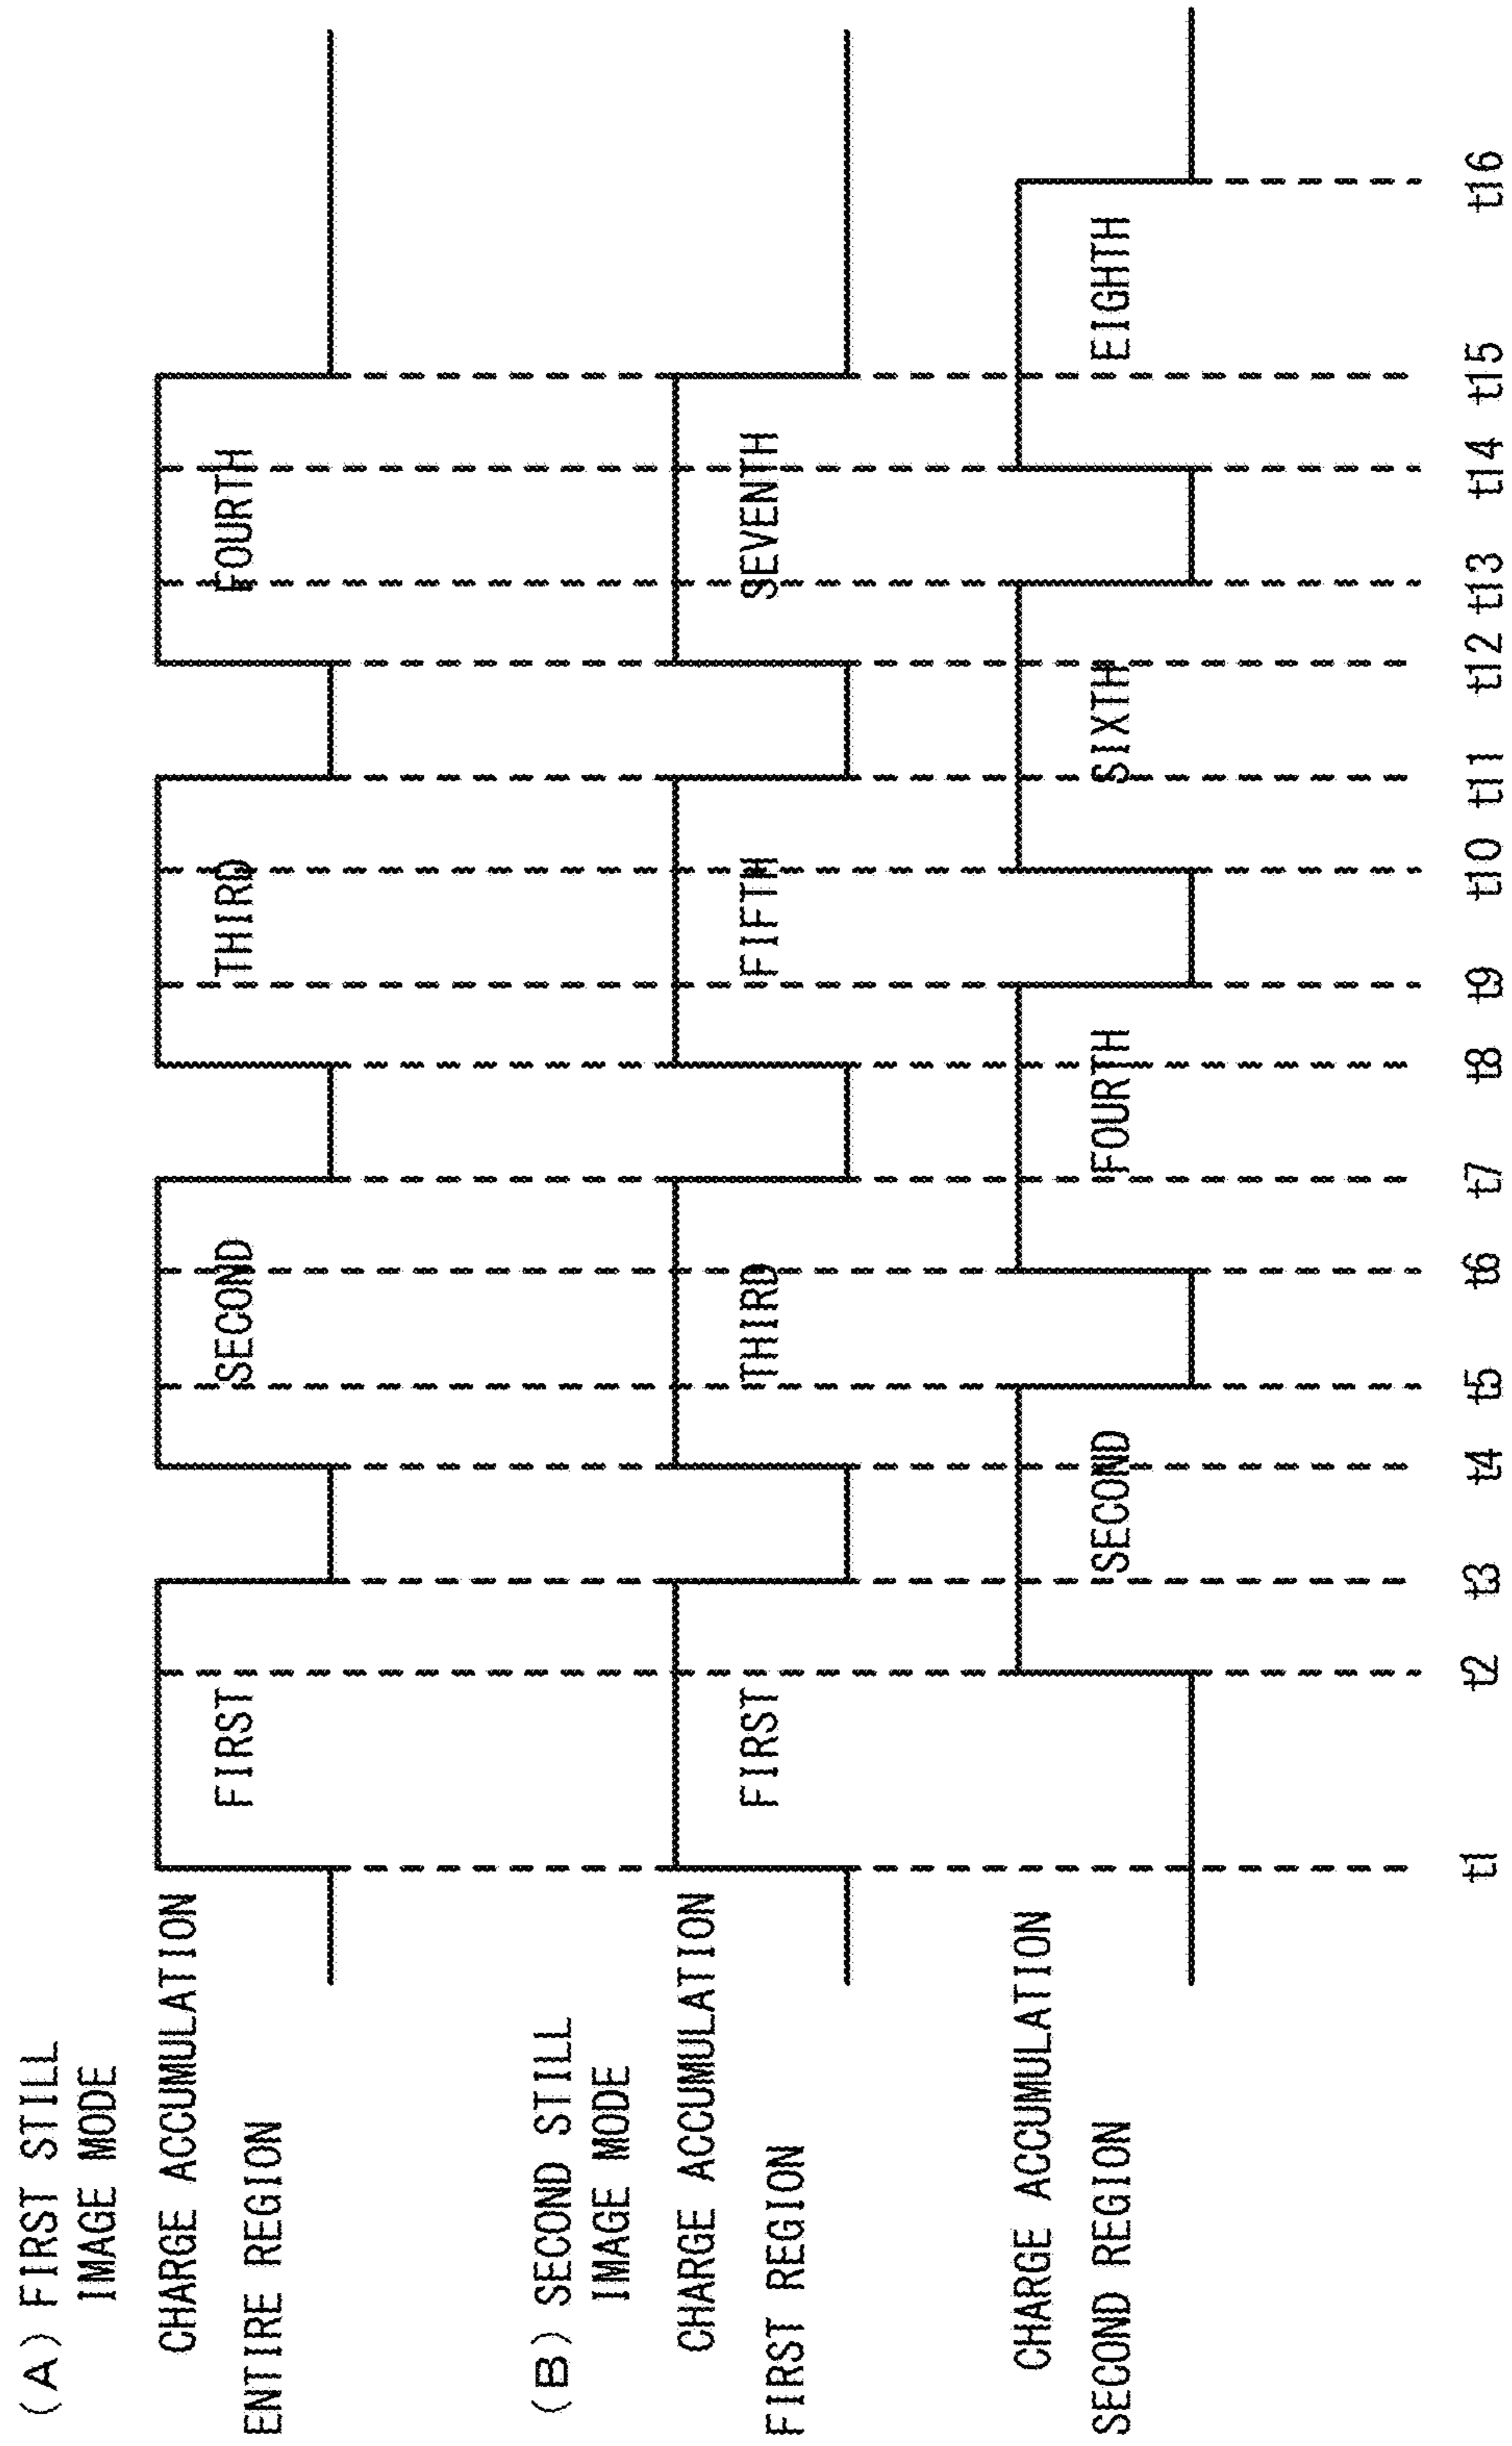 (A) FIRST STILL
IMAGE MODE
CHARGE ACCUMULATION
ENTIRE REGION
FIRST
SECOND
THIRD
FOURTH
(B) SECOND STILL
IMAGE MODE
CHARGE ACCUMULATION
FIRST REGION
FIRST
THIRD
FIFTH
SEVENTH
CHARGE ACCUMULATION
SECOND REGION
SECOND
FOURTH
SIXTH
EIGHTH
t1 t2 t3 t4 t5 t6 t7 t8 t9 t10 t11 t12 t13 t14 t15 t16